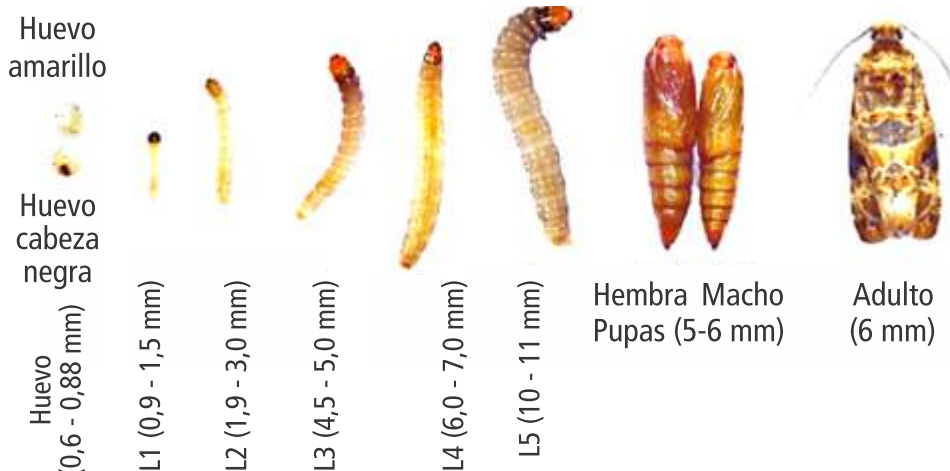 Huevo
amarillo
Huevo
cabeza
negra
Huevo
(0,6 - 0,88 mm)
L1 (0,9 - 1,5 mm)
L2 (1,9 - 3,0 mm)
L3 (4,5 - 5,0 mm)
L4 (6,0 - 7,0 mm)
L5 (10 - 11 mm)
Hembra Macho
Pupas (5-6 mm)
Adulto
(6 mm)